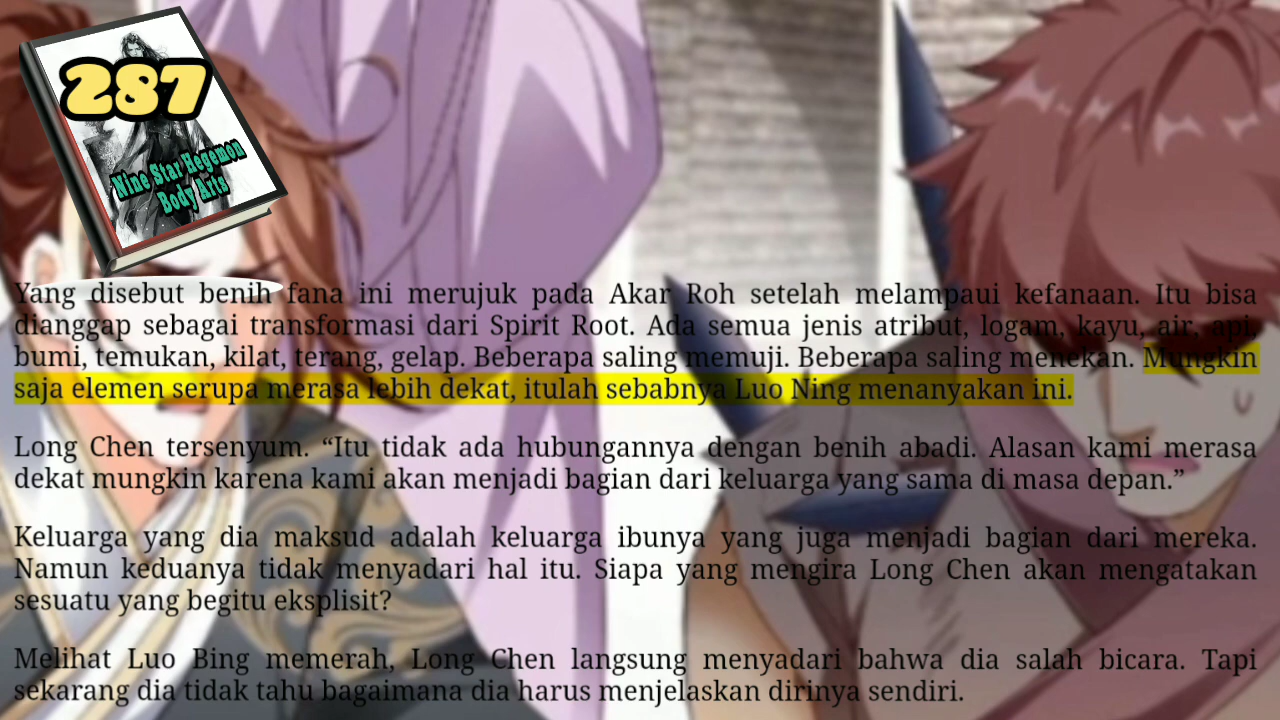 287
Nine Star Hegemon
Body Arts
Yang disebut benih fana ini merujuk pada Akar Roh setelah melampaui kefanaan. Itu bisa
dianggap sebagai transformasi dari Spirit Root. Ada semua jenis atribut, logam, kayu, air, api,
bumi, temukan, kilat, terang, gelap. Beberapa saling memuji. Beberapa saling menekan. Mungkin
saja elemen serupa merasa lebih dekat, itulah sebabnya Luo Ning menanyakan ini.
Long Chen tersenyum. “Itu tidak ada hubungannya dengan benih abadi. Alasan kami merasa
dekat mungkin karena kami akan menjadi bagian dari keluarga yang sama di masa depan.”
Keluarga yang dia maksud adalah keluarga ibunya yang juga menjadi bagian dari mereka.
Namun keduanya tidak menyadari hal itu. Siapa yang mengira Long Chen akan mengatakan
sesuatu yang begitu eksplisit?
Melihat Luo Bing memerah, Long Chen langsung menyadari bahwa dia salah bicara. Tapi
sekarang dia tidak tahu bagaimana dia harus menjelaskan dirinya sendiri.